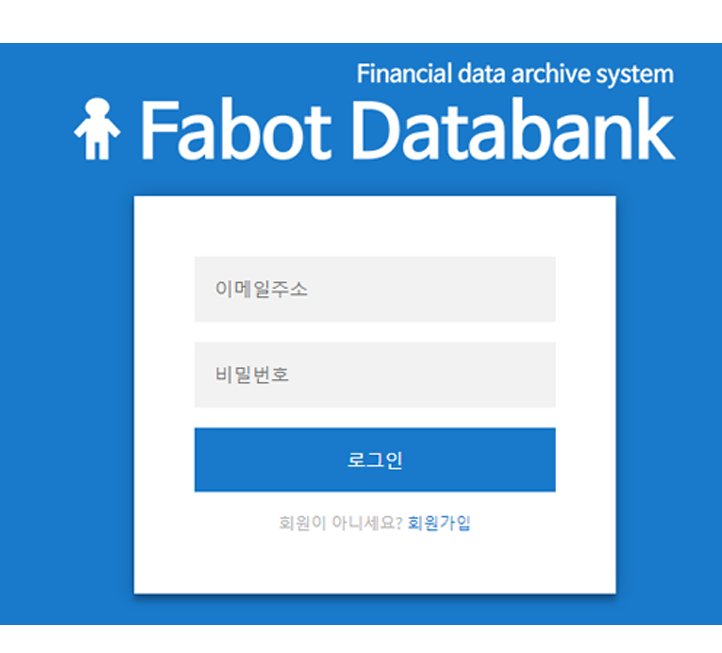 Financial data archive system
Fabot Databank
이메일주소
비밀번호
로그인
회원이 아니세요? 회원가입